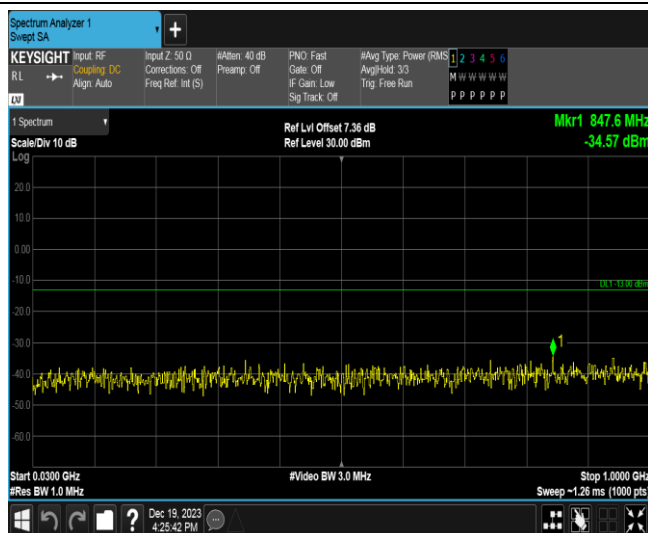 Spectrum Analyzer 1
Swept SA
+
KEYSIGHT
R L
LXI
Input: RF
Coupling: DC
Align: Auto
Input Z: 50 Ω
Corrections: Off
Freq Ref: Int (S)
#Atten: 40 dB
Preamp: Off
PNO: Fast
Gate: Off
IF Gain: Low
Sig Track: Off
#Avg Type: Power (RMS
Avg|Hold: 3/3
Trig: Free Run
1 2 3 4 5 6
M W W W W W
P P P P P P
1 Spectrum
Scale/Div 10 dB
Log
Ref Lvl Offset 7.36 dB
Ref Level 30.00 dBm
Mkr1 847.6 MHz
-34.57 dBm
20.0
10.0
0.00
-10.0
DL1 -13.00 dBm
-20.0
-30.0
1
-40.0
-50.0
-60.0
Start 0.0300 GHz
#Res BW 1.0 MHz
#Video BW 3.0 MHz
Stop 1.0000 GHz
Sweep ~1.26 ms (1000 pts)
?
Dec 19, 2023
4:25:42 PM